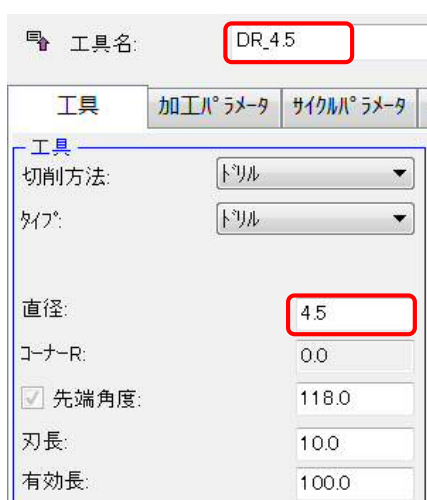 工具名: DR_4.5
工具 加工ﾊﾟﾗﾒｰﾀ ｻｲｸﾙﾊﾟﾗﾒｰﾀ
工具
切削方法: ﾄﾞﾘﾙ
ﾀｲﾌﾟ: ﾄﾞﾘﾙ
直径: 4.5
ｺｰﾅｰR: 0.0
先端角度: 118.0
刃長: 10.0
有効長: 100.0